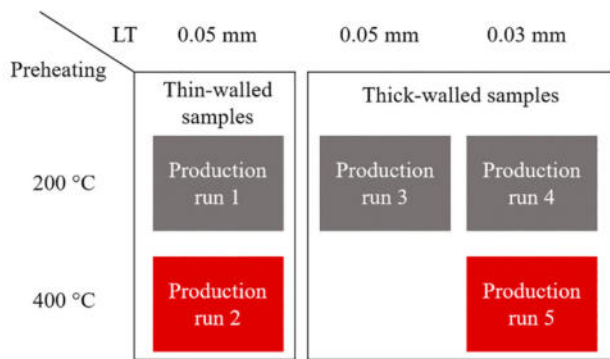 LT 0.05 mm 0.05 mm 0.03 mm
Preheating
Thin-walled
samples
Thick-walled samples
200 °C
Production
run 1
Production
run 3
Production
run 4
400 °C
Production
run 2
Production
run 5